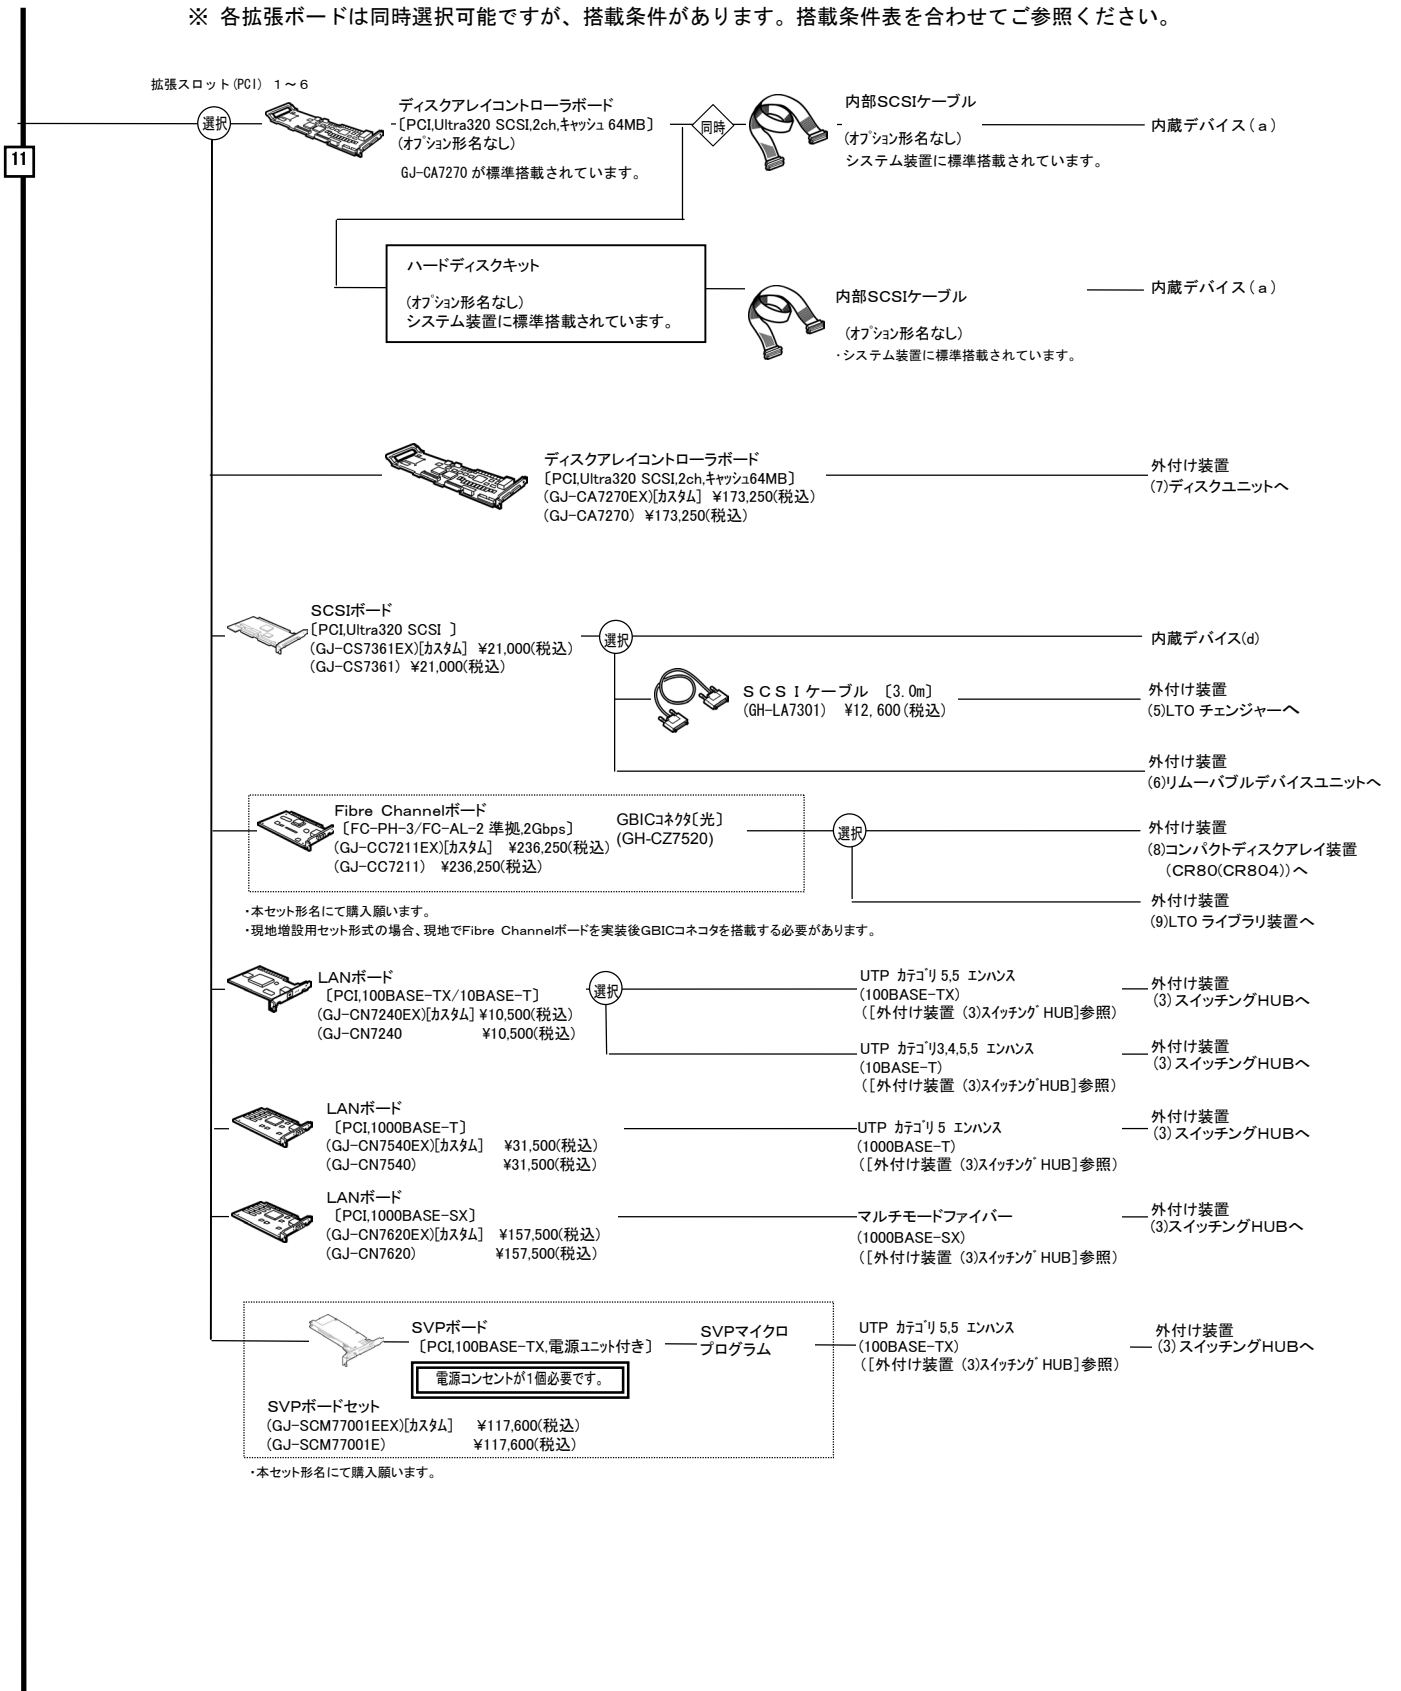 ※ 各拡張ボードは同時選択可能ですが、搭載条件があります。搭載条件表を合わせてご参照ください。
拡張スロット(PCI) 1～6
選択
ディスクアレイコントローラボード
〔PCI,Ultra320 SCSI,2ch,ｷｬｯｼｭ 64MB〕
(ｵﾌﾟｼｮﾝ形名なし)
GJ-CA7270 が標準搭載されています。
同時
内部SCSIケーブル
(ｵﾌﾟｼｮﾝ形名なし)
システム装置に標準搭載されています。
内蔵デバイス(a)
11
ハードディスクキット
(ｵﾌﾟｼｮﾝ形名なし)
システム装置に標準搭載されています。
内部SCSIケーブル
(ｵﾌﾟｼｮﾝ形名なし)
・システム装置に標準搭載されています。
内蔵デバイス(a)
ディスクアレイコントローラボード
〔PCI,Ultra320 SCSI,2ch,ｷｬｯｼｭ64MB〕
(GJ-CA7270EX)[ｶｽﾀﾑ] ¥173,250(税込)
(GJ-CA7270) ¥173,250(税込)
外付け装置
(7)ディスクユニットへ
SCSIボード
〔PCI,Ultra320 SCSI 〕
(GJ-CS7361EX)[ｶｽﾀﾑ] ¥21,000(税込)
(GJ-CS7361) ¥21,000(税込)
選択
内蔵デバイス(d)
SCSIケーブル 〔3.0m〕
(GH-LA7301) ¥12,600(税込)
外付け装置
(5)LTO チェンジャーへ
外付け装置
(6)リムーバブルデバイスユニットへ
Fibre Channelボード
〔FC-PH-3/FC-AL-2 準拠,2Gbps〕
(GJ-CC7211EX)[ｶｽﾀﾑ] ¥236,250(税込)
(GJ-CC7211) ¥236,250(税込)
GBICｺﾈｸﾀ〔光〕
(GH-CZ7520)
選択
外付け装置
(8)コンパクトディスクアレイ装置
(CR80(CR804))へ
外付け装置
(9)LTO ライブラリ装置へ
・本セット形名にて購入願います。
・現地増設用セット形式の場合、現地でFibre Channelボードを実装後GBICコネコタを搭載する必要があります。
LANボード
〔PCI,100BASE-TX/10BASE-T〕
(GJ-CN7240EX)[ｶｽﾀﾑ] ¥10,500(税込)
(GJ-CN7240 ¥10,500(税込)
選択
UTP ｶﾃｺﾞﾘ 5,5 ｴﾝﾊﾝｽ
(100BASE-TX)
([外付け装置 (3)ｽｲｯﾁﾝｸﾞ HUB]参照)
外付け装置
(3)スイッチングHUBへ
UTP ｶﾃｺﾞﾘ3,4,5,5 ｴﾝﾊﾝｽ
(10BASE-T)
([外付け装置 (3)ｽｲｯﾁﾝｸﾞHUB]参照)
外付け装置
(3)スイッチングHUBへ
LANボード
〔PCI,1000BASE-T〕
(GJ-CN7540EX)[ｶｽﾀﾑ] ¥31,500(税込)
(GJ-CN7540) ¥31,500(税込)
UTP ｶﾃｺﾞﾘ 5 ｴﾝﾊﾝｽ
(1000BASE-T)
([外付け装置 (3)ｽｲｯﾁﾝｸﾞ HUB]参照)
外付け装置
(3)スイッチングHUBへ
LANボード
〔PCI,1000BASE-SX〕
(GJ-CN7620EX)[ｶｽﾀﾑ] ¥157,500(税込)
(GJ-CN7620) ¥157,500(税込)
マルチモードファイバー
(1000BASE-SX)
([外付け装置 (3)ｽｲｯﾁﾝｸﾞ HUB]参照)
外付け装置
(3)スイッチングHUBへ
SVPボード
〔PCI,100BASE-TX,電源ユニット付き〕
電源コンセントが1個必要です。
SVPマイクロ
プログラム
UTP ｶﾃｺﾞﾘ 5,5 ｴﾝﾊﾝｽ
(100BASE-TX)
([外付け装置 (3)ｽｲｯﾁﾝｸﾞ HUB]参照)
外付け装置
(3)スイッチングHUBへ
SVPボードセット
(GJ-SCM77001EEX)[ｶｽﾀﾑ] ¥117,600(税込)
(GJ-SCM77001E) ¥117,600(税込)
・本セット形名にて購入願います。